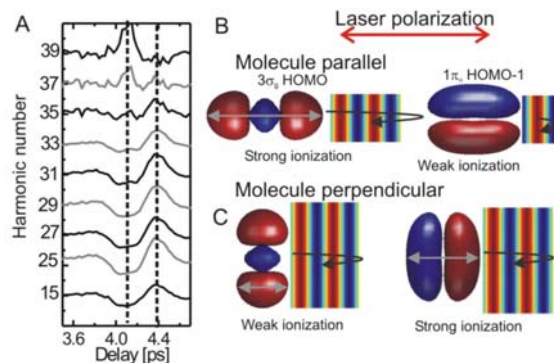 A
B
Laser polarization
Molecule parallel
3σg HOMO
1πu HOMO-1
Strong ionization
Weak ionization
Molecule perpendicular
C
Weak ionization
Strong ionization
Harmonic number
39
37
35
33
31
29
27
25
15
3.6
4.0
4.4
Delay [ps]